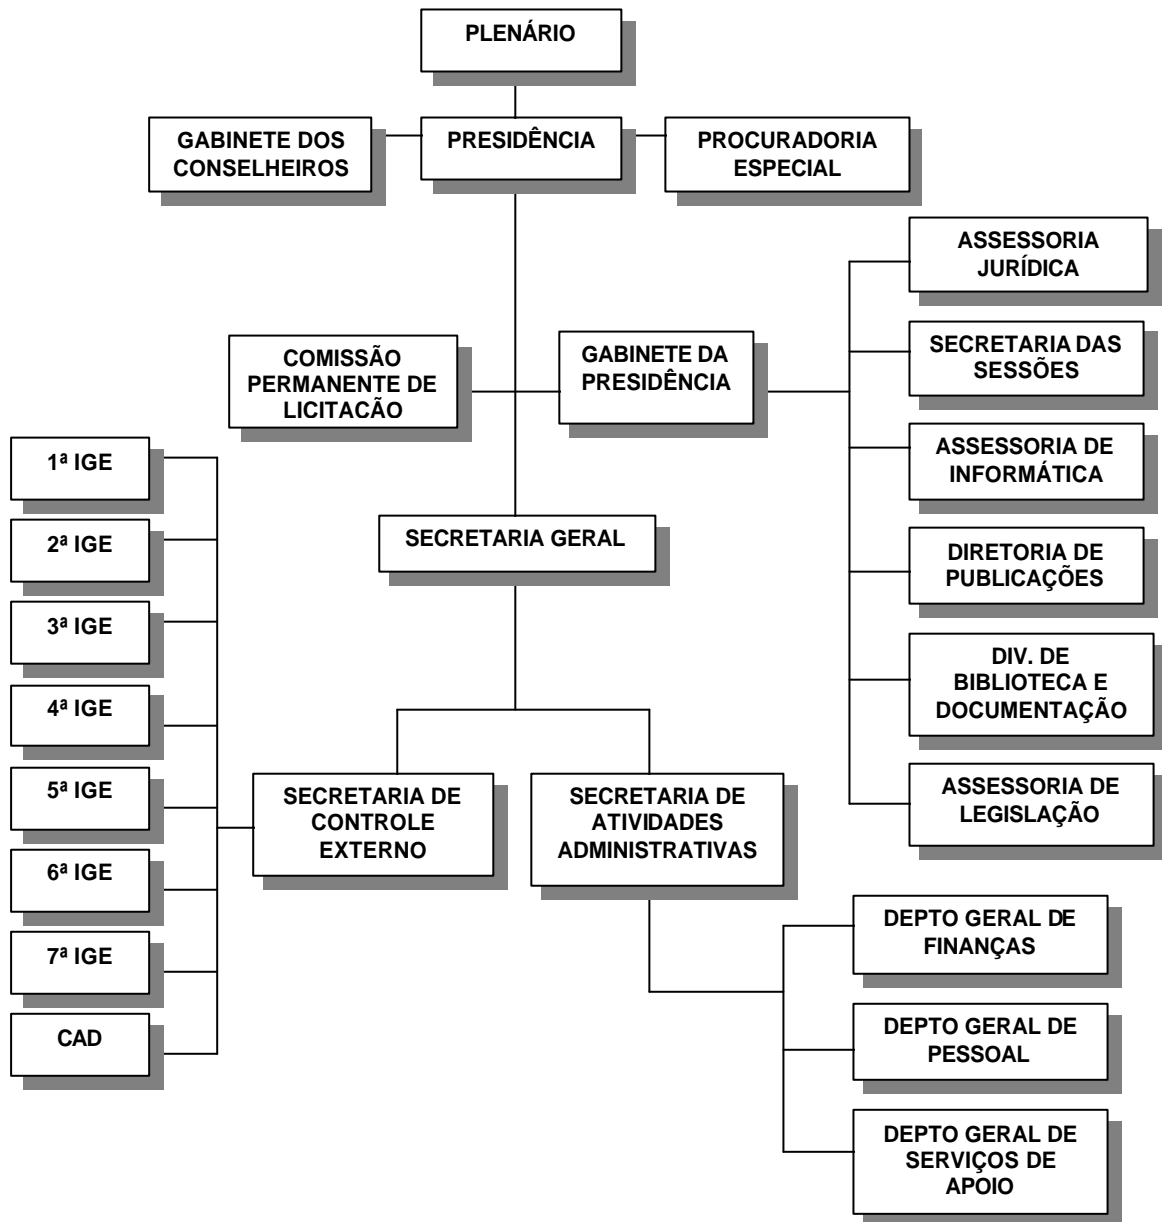 PLENÁRIO
GABINETE DOS
CONSELHEIROS
PRESIDÊNCIA
PROCURADORIA
ESPECIAL
ASSESSORIA
JURÍDICA
COMISSÃO
PERMANENTE DE
LICITACÃO
GABINETE DA
PRESIDÊNCIA
SECRETARIA DAS
SESSÕES
ASSESSORIA DE
INFORMÁTICA
DIRETORIA DE
PUBLICAÇÕES
DIV. DE
BIBLIOTECA E
DOCUMENTAÇÃO
ASSESSORIA DE
LEGISLAÇÃO
SECRETARIA GERAL
1ª IGE
2ª IGE
3ª IGE
4ª IGE
5ª IGE
6ª IGE
7ª IGE
CAD
SECRETARIA DE
CONTROLE
EXTERNO
SECRETARIA DE
ATIVIDADES
ADMINISTRATIVAS
DEPTO GERAL DE
FINANÇAS
DEPTO GERAL DE
PESSOAL
DEPTO GERAL DE
SERVIÇOS DE
APOIO